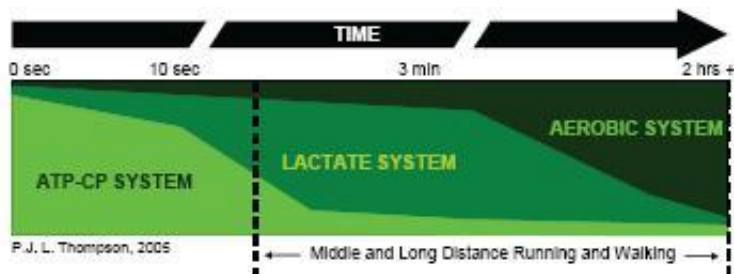 TIME
0 sec 10 sec 3 min 2 hrs +
AEROBIC SYSTEM
LACTATE SYSTEM
ATP-CP SYSTEM
P.J. L. Thompson, 2005
Middle and Long Distance Running and Walking